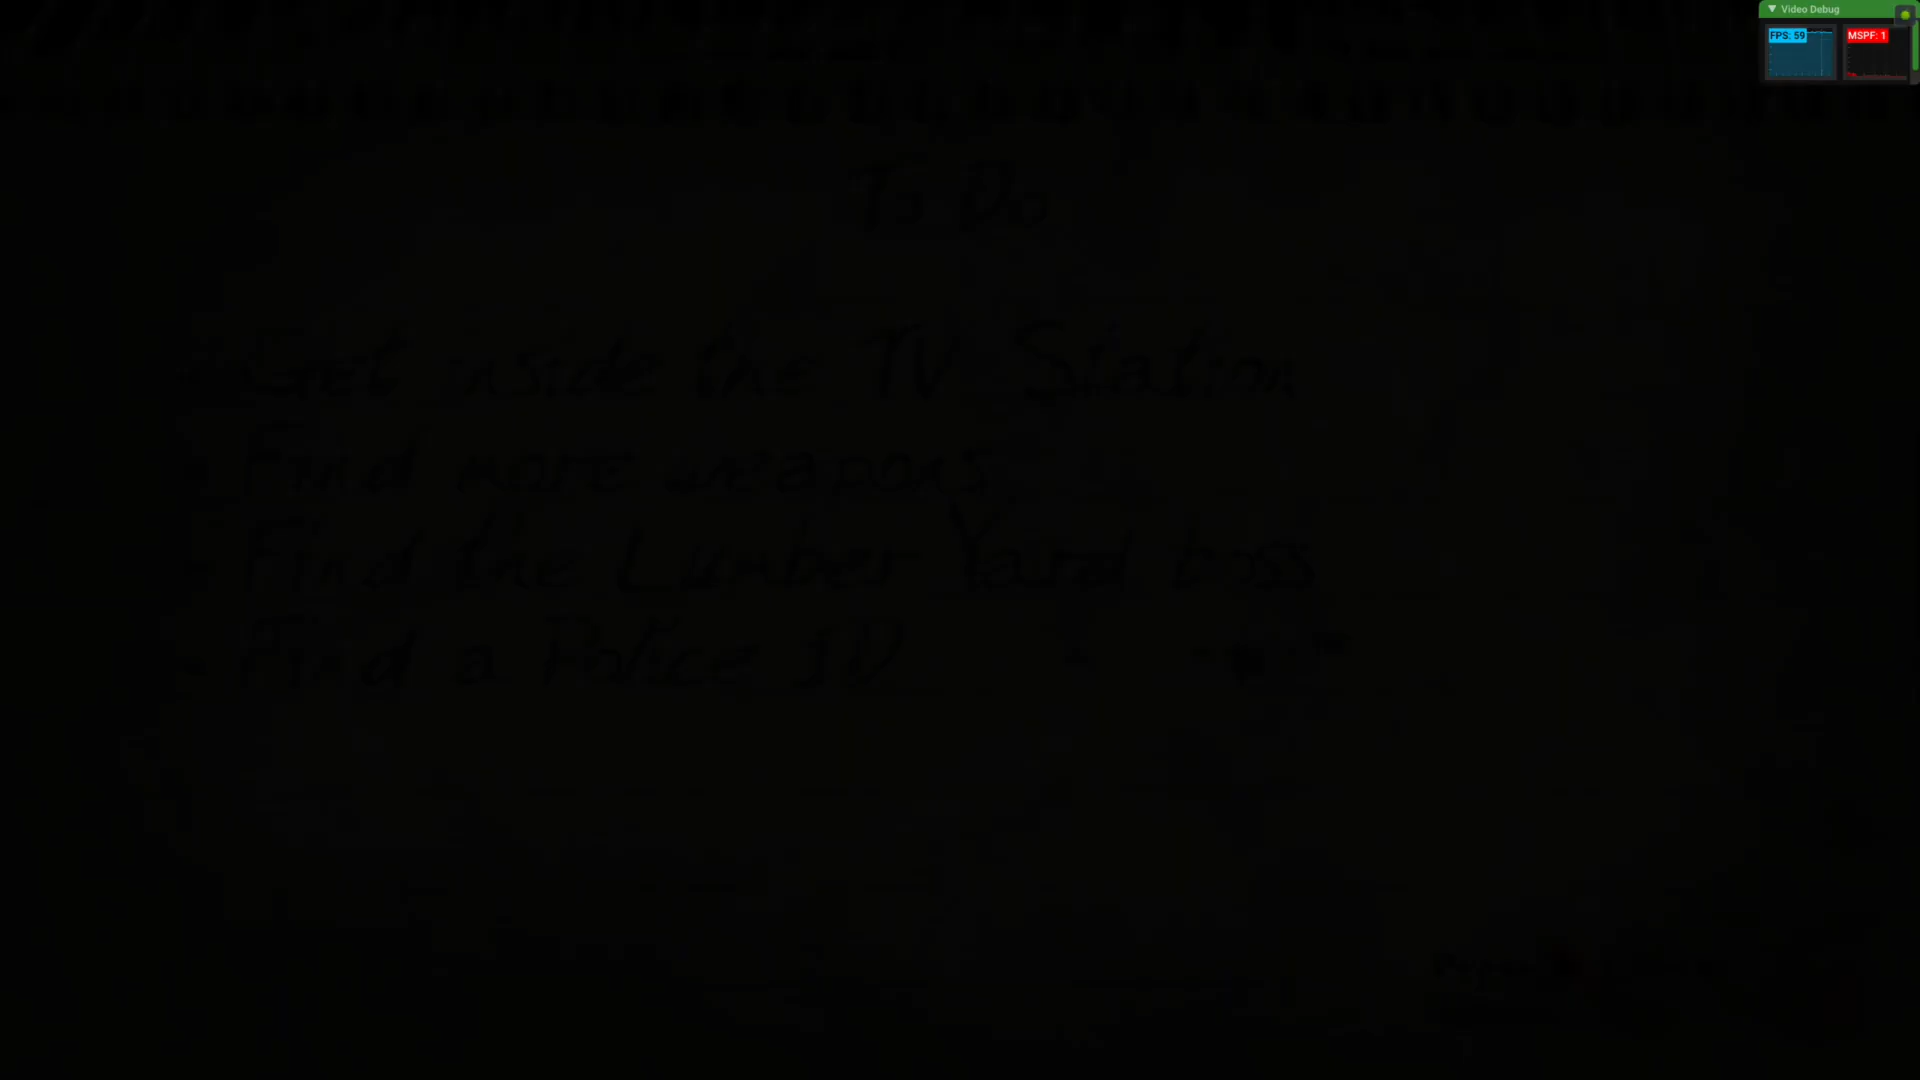 Video Debug
FPS: 59
MSPF: 1
To Do
- Get inside the TV Station
- Find more weapons
- Find the Lumber Yard boss
- Find a Police